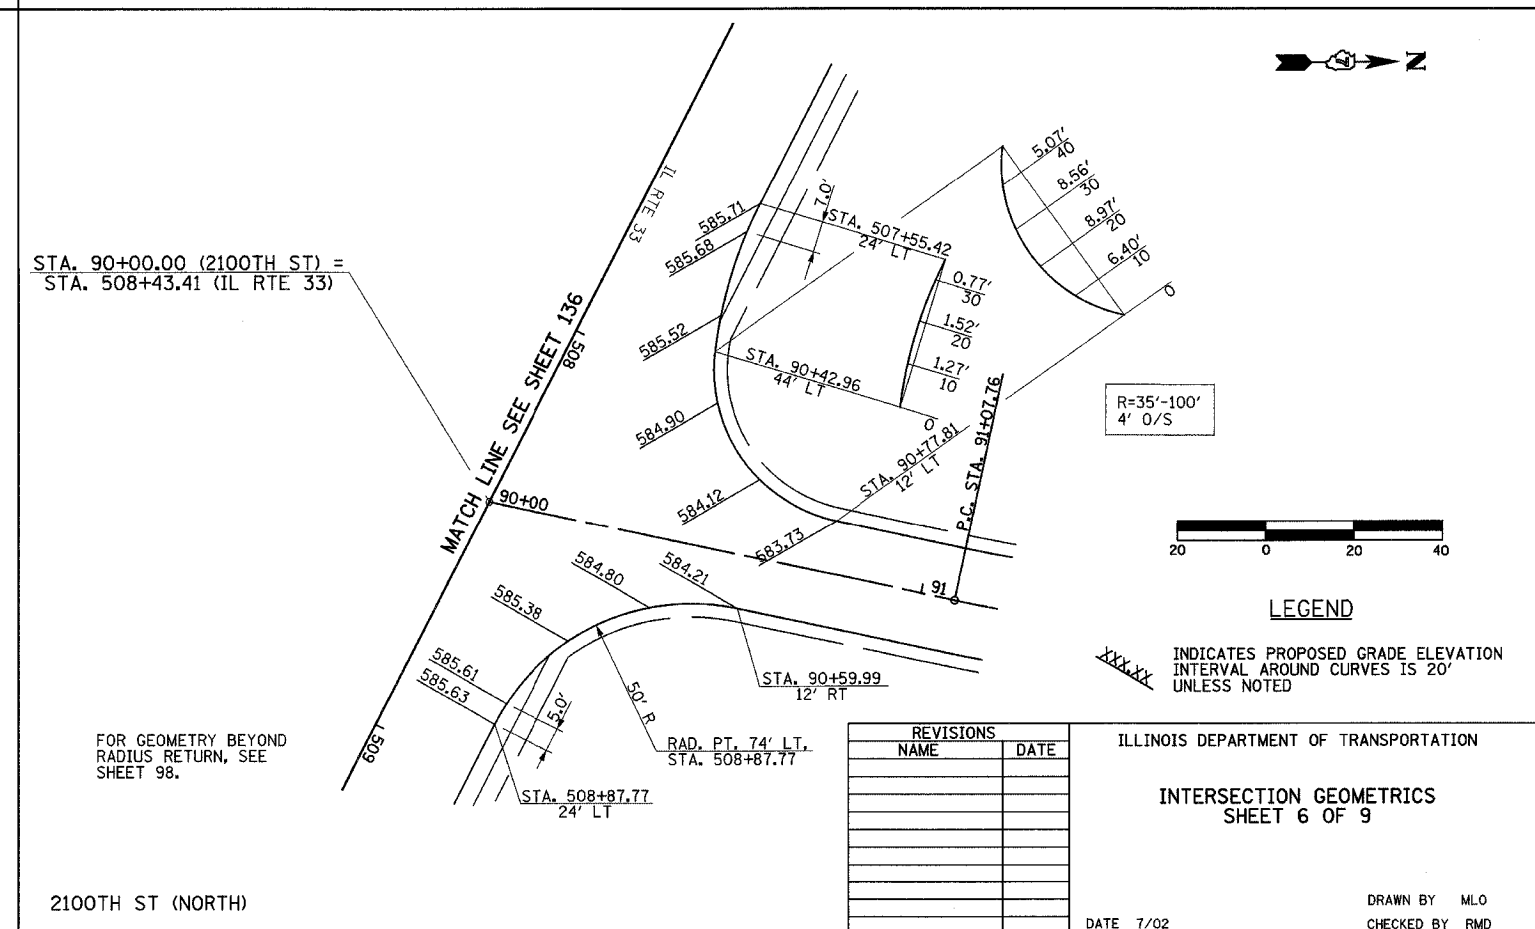 N
STA. 90+00.00 (2100TH ST) =
STA. 508+43.41 (IL RTE 33)
MATCH LINE SEE SHEET 136
IL RTE 33
508
509
90+00
91
585.71
585.68
585.52
584.90
584.12
583.73
7.0'
STA. 507+55.42
24' LT
0.77'
30
1.52'
20
1.27'
10
0
STA. 90+42.96
44' LT
5.07'
40
8.56'
30
8.97'
20
6.40'
10
0
STA. 90+77.81
12' LT
P.C. STA. 91+07.76
R=35'-100'
4' O/S
20 0 20 40
LEGEND
XXX.XX
INDICATES PROPOSED GRADE ELEVATION
INTERVAL AROUND CURVES IS 20'
UNLESS NOTED
584.21
584.80
585.38
585.61
585.63
5.0'
50' R
STA. 90+59.99
12' RT
RAD. PT. 74' LT,
STA. 508+87.77
STA. 508+87.77
24' LT
FOR GEOMETRY BEYOND
RADIUS RETURN, SEE
SHEET 98.
2100TH ST (NORTH)
REVISIONS
NAME DATE
ILLINOIS DEPARTMENT OF TRANSPORTATION
INTERSECTION GEOMETRICS
SHEET 6 OF 9
DATE 7/02
DRAWN BY MLO
CHECKED BY RMD